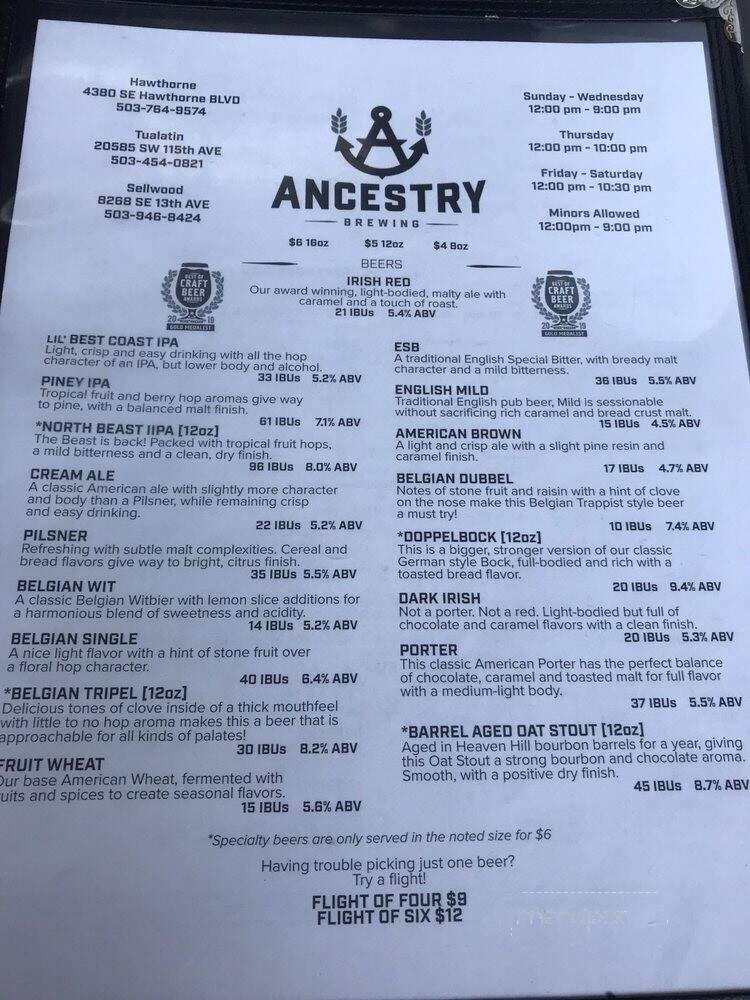 Hawthorne
4380 SE Hawthorne BLVD
503-764-9574
Tualatin
20585 SW 115th AVE
503-454-0821
Sellwood
8268 SE 13th AVE
503-946-8424
Sunday - Wednesday
12:00 pm - 9:00 pm
Thursday
12:00 pm - 10:00 pm
Friday - Saturday
12:00 pm - 10:30 pm
Minors Allowed
12:00pm - 9:00 pm
ANCESTRY
BREWING
$6 16oz $5 12oz $4 8oz
BEERS
BEST OF
CRAFT
BEER
AWARDS
2019
GOLD MEDALIST
BEST OF
CRAFT
BEER
AWARDS
2019
GOLD MEDALIST
IRISH RED
Our award winning, light-bodied, malty ale with
caramel and a touch of roast.
21 IBUs 5.4% ABV
LIL' BEST COAST IPA
Light, crisp and easy drinking with all the hop
character of an IPA, but lower body and alcohol.
33 IBUs 5.2% ABV
PINEY IPA
Tropical fruit and berry hop aromas give way
to pine, with a balanced malt finish.
61 IBUs 7.1% ABV
*NORTH BEAST IIPA [12oz]
The Beast is back! Packed with tropical fruit hops,
a mild bitterness and a clean, dry finish.
96 IBUs 8.0% ABV
CREAM ALE
A classic American ale with slightly more character
and body than a Pilsner, while remaining crisp
and easy drinking.
22 IBUs 5.2% ABV
PILSNER
Refreshing with subtle malt complexities. Cereal and
bread flavors give way to bright, citrus finish.
35 IBUs 5.5% ABV
BELGIAN WIT
A classic Belgian Witbier with lemon slice additions for
a harmonious blend of sweetness and acidity.
14 IBUs 5.2% ABV
BELGIAN SINGLE
A nice light flavor with a hint of stone fruit over
a floral hop character.
40 IBUs 6.4% ABV
*BELGIAN TRIPEL [12oz]
Delicious tones of clove inside of a thick mouthfeel
with little to no hop aroma makes this a beer that is
approachable for all kinds of palates!
30 IBUs 8.2% ABV
FRUIT WHEAT
Our base American Wheat, fermented with
uits and spices to create seasonal flavors.
15 IBUs 5.6% ABV
ESB
A traditional English Special Bitter, with bready malt
character and a mild bitterness.
36 IBUs 5.5% ABV
ENGLISH MILD
Traditional English pub beer, Mild is sessionable
without sacrificing rich caramel and bread crust malt.
15 IBUs 4.5% ABV
AMERICAN BROWN
A light and crisp ale with a slight pine resin and
caramel finish.
17 IBUs 4.7% ABV
BELGIAN DUBBEL
Notes of stone fruit and raisin with a hint of clove
on the nose make this Belgian Trappist style beer
a must try!
10 IBUs 7.4% ABV
*DOPPELBOCK [12oz]
This is a bigger, stronger version of our classic
German style Bock, full-bodied and rich with a
toasted bread flavor.
20 IBUs 9.4% ABV
DARK IRISH
Not a porter. Not a red. Light-bodied but full of
chocolate and caramel flavors with a clean finish.
20 IBUs 5.3% ABV
PORTER
This classic American Porter has the perfect balance
of chocolate, caramel and toasted malt for full flavor
with a medium-light body.
37 IBUs 5.5% ABV
*BARREL AGED OAT STOUT [12oz]
Aged in Heaven Hill bourbon barrels for a year, giving
this Oat Stout a strong bourbon and chocolate aroma.
Smooth, with a positive dry finish.
45 IBUs 8.7% ABV
*Specialty beers are only served in the noted size for $6
Having trouble picking just one beer?
Try a flight!
FLIGHT OF FOUR $9
FLIGHT OF SIX $12